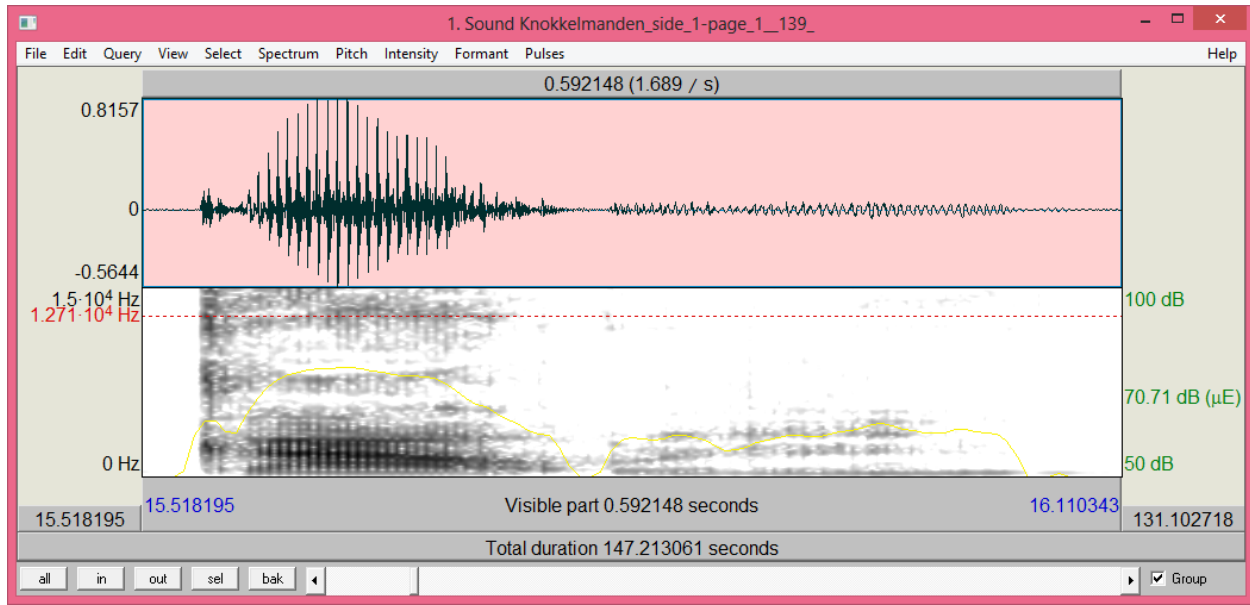 1. Sound Knokkelmanden_side_1-page_1__139_
File Edit Query View Select Spectrum Pitch Intensity Formant Pulses Help
0.592148 (1.689 / s)
0.8157
0
-0.5644
1.5·10⁴ Hz
100 dB
1.271·10⁴ Hz
70.71 dB (µE)
0 Hz
50 dB
15.518195 Visible part 0.592148 seconds 16.110343
15.518195 131.102718
Total duration 147.213061 seconds
all in out sel bak Group